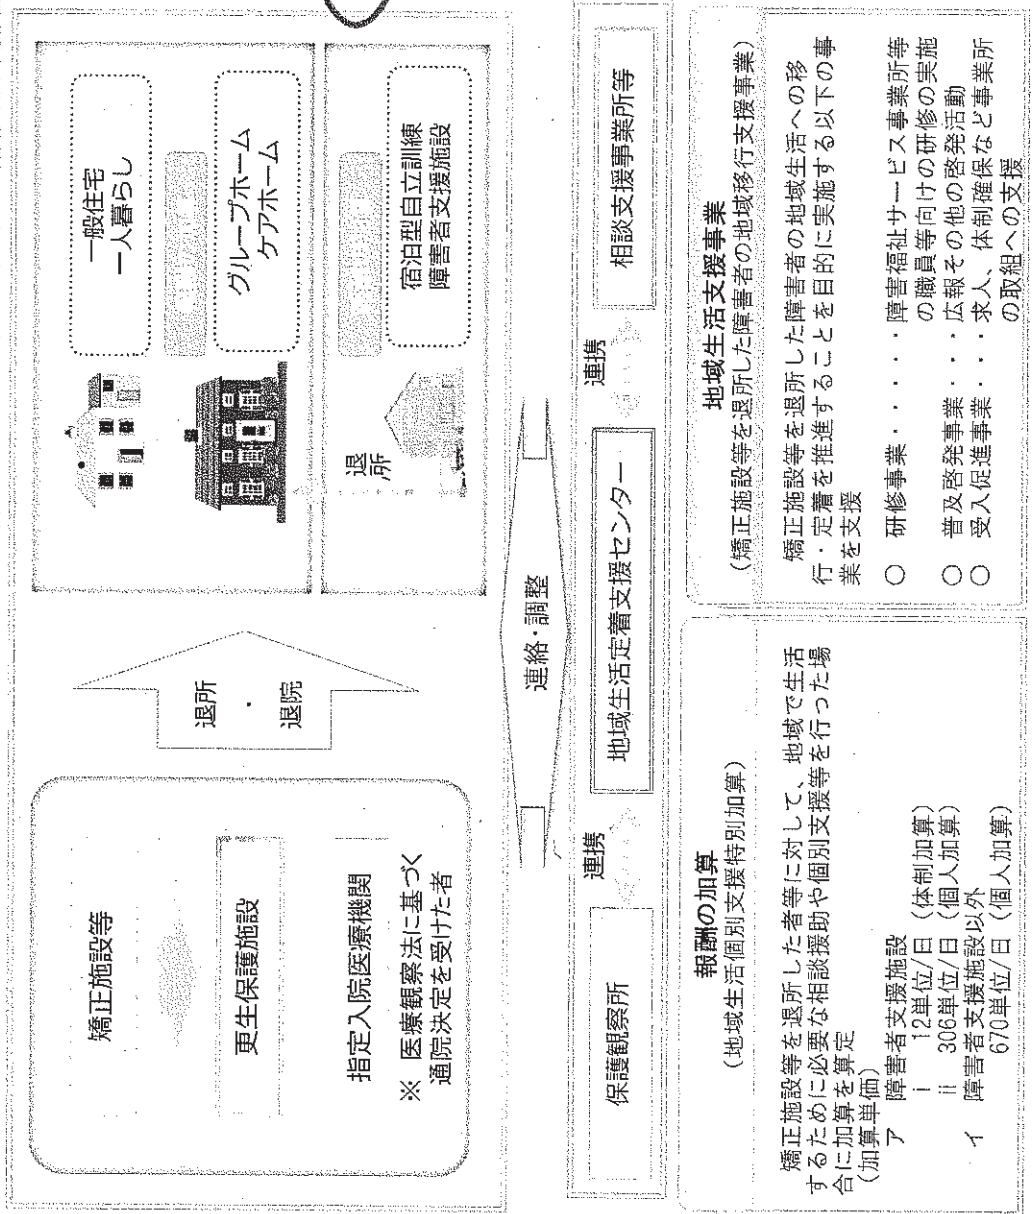 矯正施設等
更生保護施設
指定入院医療機関
※ 医療観察法に基づく
通院決定を受けた者
退所
・
退院
一般住宅
一人暮らし
グループホーム
ケアホーム
退所
宿泊型自立訓練
障害者支援施設
連絡・調整
保護観察所
連携
地域生活定着支援センター
連携
相談支援事業所等
報酬の加算
(地域生活個別支援特別加算)
矯正施設等を退所した者等に対して、地域で生活
するために必要な相談援助や個別支援等を行った場
合に加算を算定
(加算単価)
ア 障害者支援施設
i 12単位/日 (体制加算)
ii 306単位/日 (個人加算)
イ 障害者支援施設以外
670単位/日 (個人加算)
地域生活支援事業
(矯正施設等を退所した障害者の地域移行支援事業)
矯正施設等を退所した障害者の地域生活への移
行・定着を推進することを目的に実施する以下の事
業を支援
○ 研修事業・・・・・障害福祉サービス事業所等
の職員等向けの研修の実施
○ 普及啓発事業・・・広報その他の啓発活動
○ 受入促進事業・・・求人、体制確保など事業所
の取組への支援